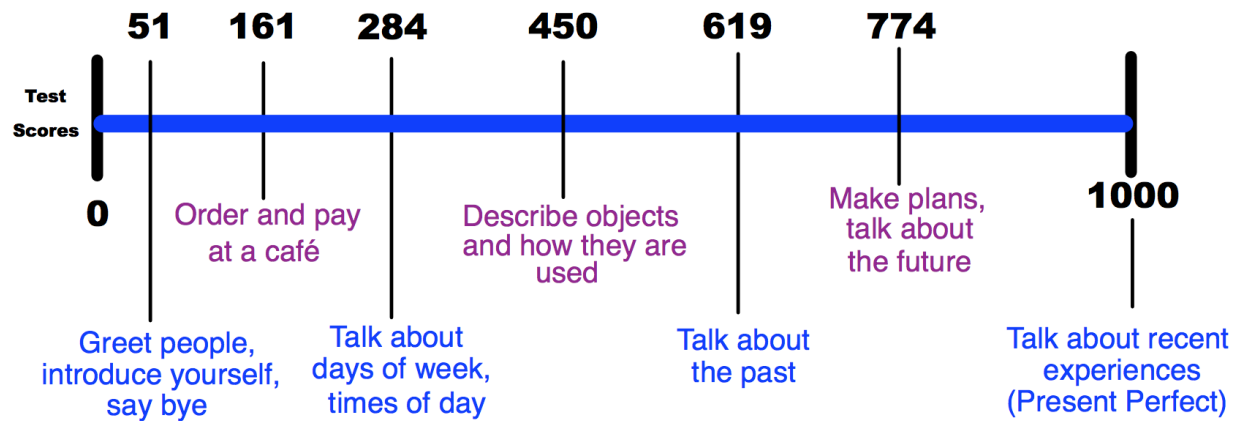 51
161
284
450
619
774
Test
Scores
0
1000
Order and pay
at a café
Describe objects
and how they are
used
Make plans,
talk about
the future
Greet people,
introduce yourself,
say bye
Talk about
days of week,
times of day
Talk about
the past
Talk about recent
experiences
(Present Perfect)